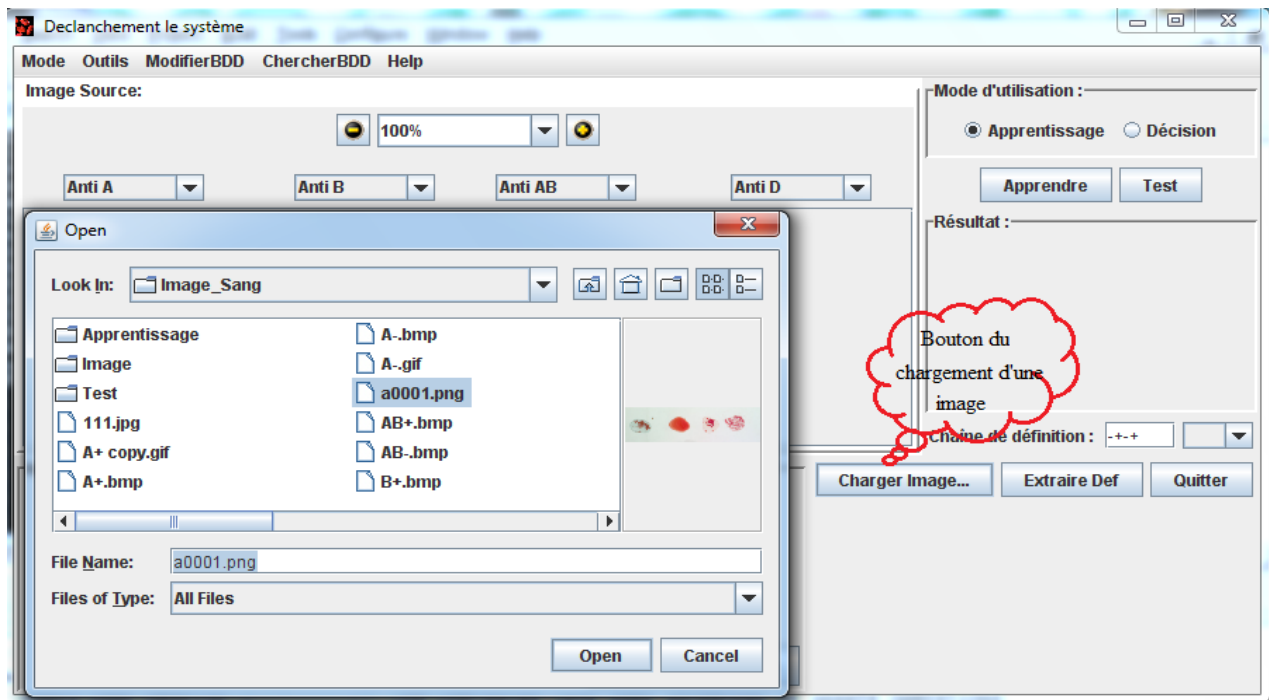 Declanchement le système
Mode Outils ModifierBDD ChercherBDD Help
Image Source:
100%
Anti A Anti B Anti AB Anti D
Mode d'utilisation :
Apprentissage Décision
Apprendre Test
Résultat :
Open
Look In: Image_Sang
Apprentissage
Image
Test
111.jpg
A+ copy.gif
A+.bmp
A-.bmp
A-.gif
a0001.png
AB+.bmp
AB-.bmp
B+.bmp
File Name: a0001.png
Files of Type: All Files
Open Cancel
Bouton du
chargement d'une
image
Chaîne de définition : -+-+
Charger Image... Extraire Def Quitter